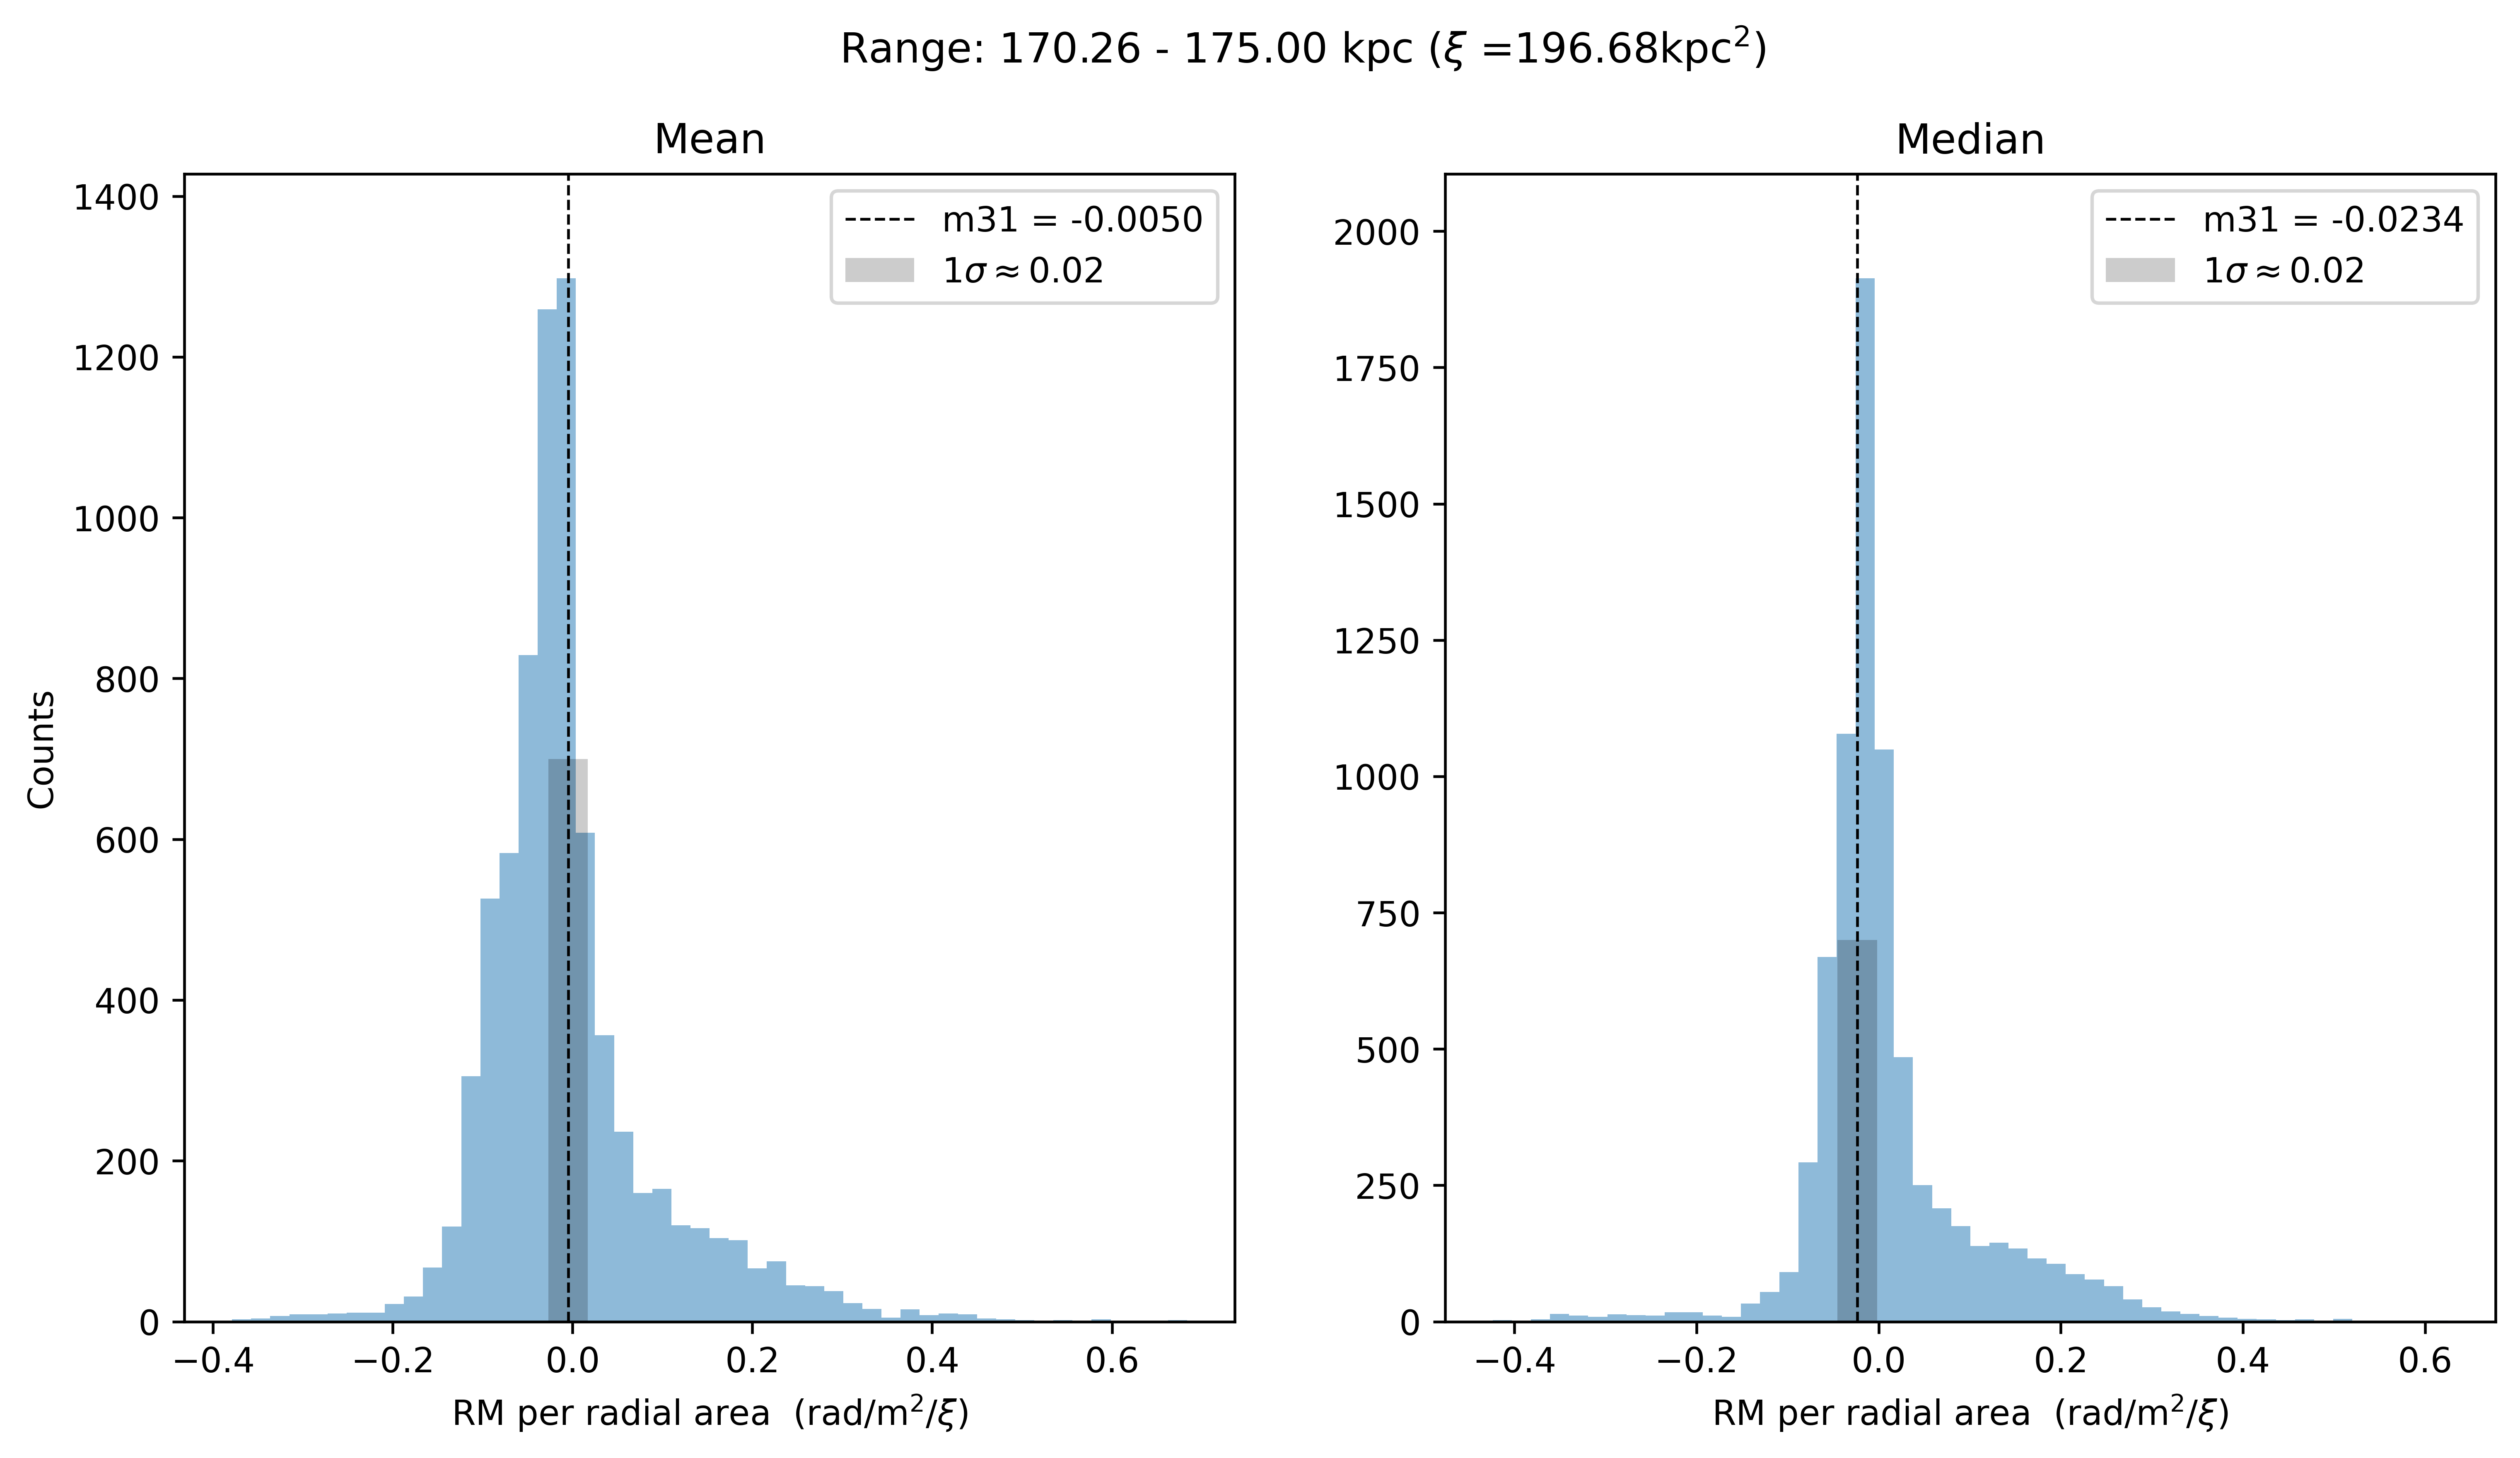 Range: 170.26 - 175.00 kpc (ξ =196.68kpc²)
Mean
1400
1200
1000
800
600
400
200
0
Counts
−0.4 −0.2 0.0 0.2 0.4 0.6
RM per radial area (rad/m²/ξ)
m31 = -0.0050
1σ ≈ 0.02
Median
2000
1750
1500
1250
1000
750
500
250
0
−0.4 −0.2 0.0 0.2 0.4 0.6
RM per radial area (rad/m²/ξ)
m31 = -0.0234
1σ ≈ 0.02